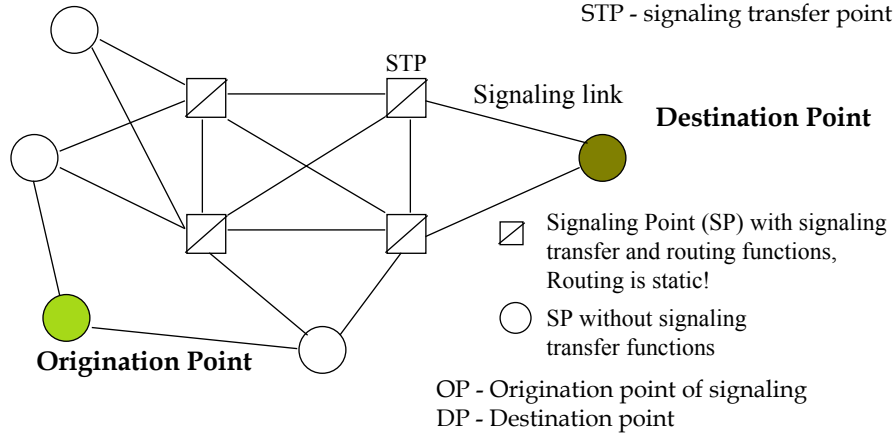 STP - signaling transfer point
STP
Signaling link
Destination Point
Signaling Point (SP) with signaling
transfer and routing functions,
Routing is static!
SP without signaling
transfer functions
Origination Point
OP - Origination point of signaling
DP - Destination point